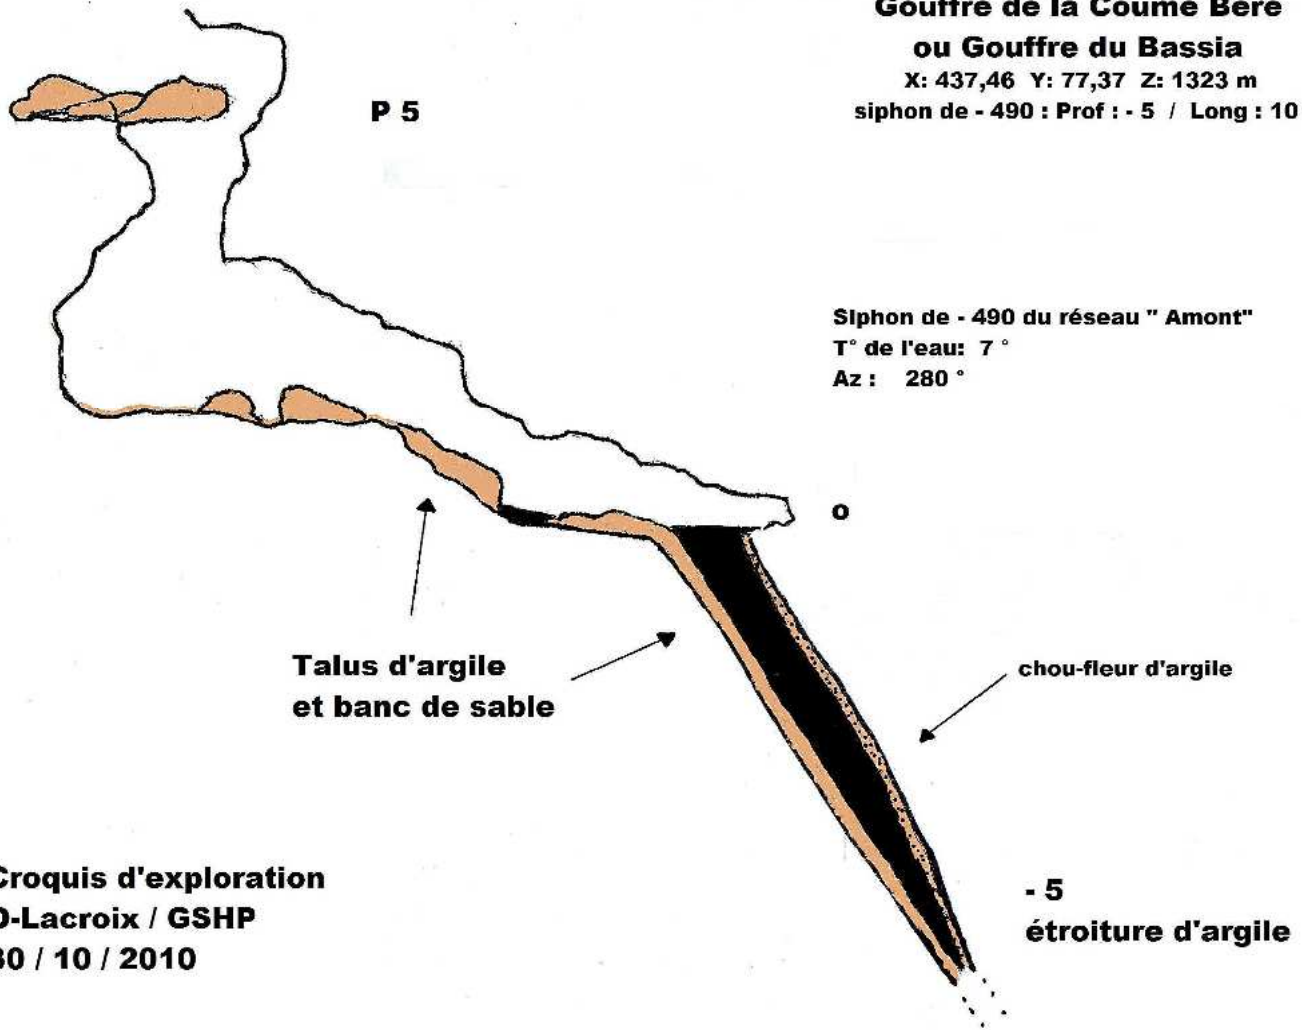 Gouffre de la Coume Bère
ou Gouffre du Bassia
X: 437,46 Y: 77,37 Z: 1323 m
siphon de - 490 : Prof : - 5 / Long : 10
P 5
Siphon de - 490 du réseau " Amont"
T° de l'eau: 7 °
Az : 280 °
o
Talus d'argile
et banc de sable
chou-fleur d'argile
- 5
étroiture d'argile
Croquis d'exploration
D-Lacroix / GSHP
30 / 10 / 2010